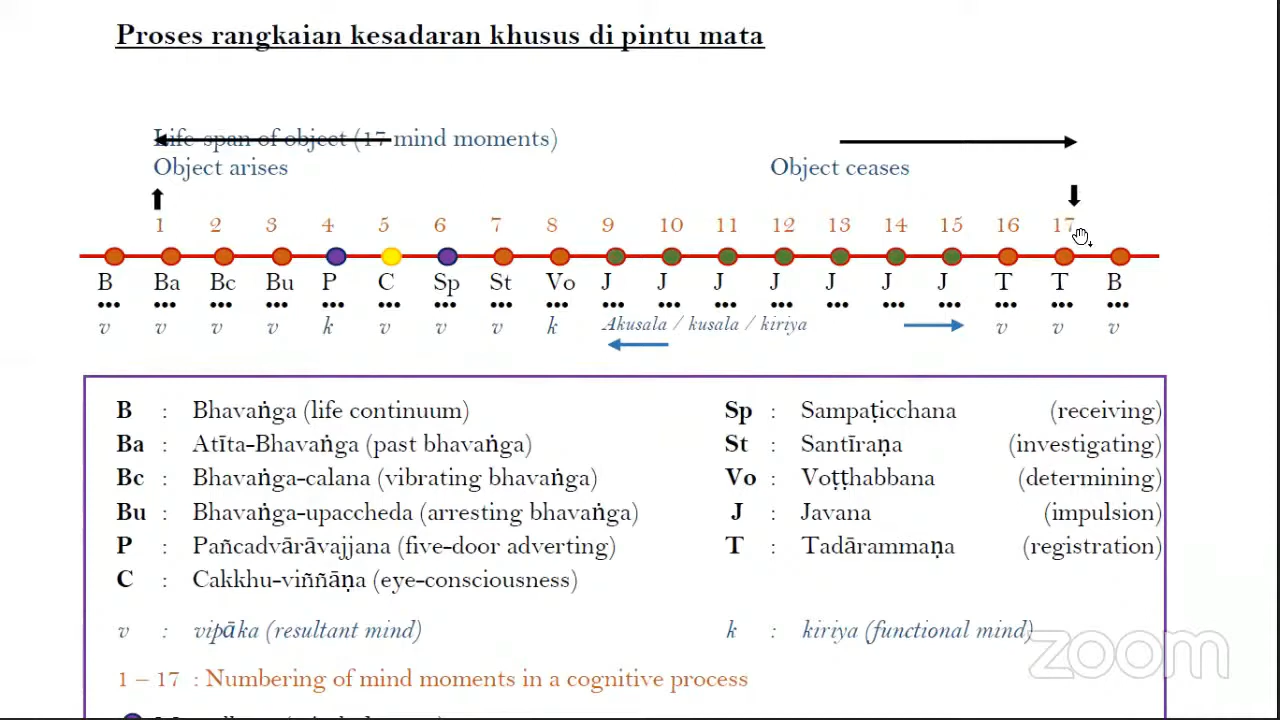 Proses rangkaian kesadaran khusus di pintu mata
Life-span of object (17 mind moments)
Object arises Object ceases
1 2 3 4 5 6 7 8 9 10 11 12 13 14 15 16 17
B Ba Bc Bu P C Sp St Vo J J J J J J J T T B
••• ••• ••• ••• ••• ••• ••• ••• ••• ••• ••• ••• ••• ••• ••• ••• ••• ••• •••
v v v v k v v v k Akusala / kusala / kiriya v v v
B : Bhavaṅga (life continuum) Sp : Sampaṭicchana (receiving)
Ba : Atīta-Bhavaṅga (past bhavaṅga) St : Santīraṇa (investigating)
Bc : Bhavaṅga-calana (vibrating bhavaṅga) Vo : Voṭṭhabbana (determining)
Bu : Bhavaṅga-upaccheda (arresting bhavaṅga) J : Javana (impulsion)
P : Pañcadvārāvajjana (five-door adverting) T : Tadārammaṇa (registration)
C : Cakkhu-viññāṇa (eye-consciousness)
v : vipāka (resultant mind) k : kiriya (functional mind)
1 – 17 : Numbering of mind moments in a cognitive process
zoom